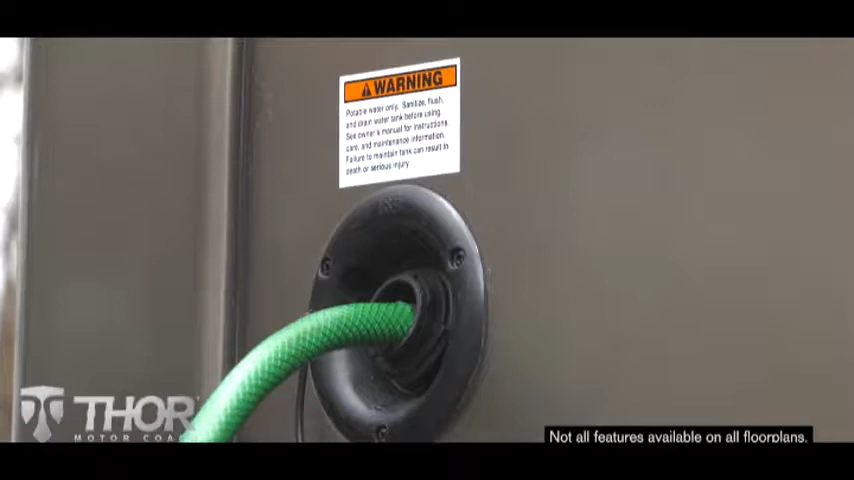 WARNING
Potable water only. Sanitize, flush,
and drain water tank before using.
See owner's manual for instructions,
care, and maintenance information.
Failure to maintain tank can result in
death or serious injury.
THOR
MOTOR COA
Not all features available on all floorplans.